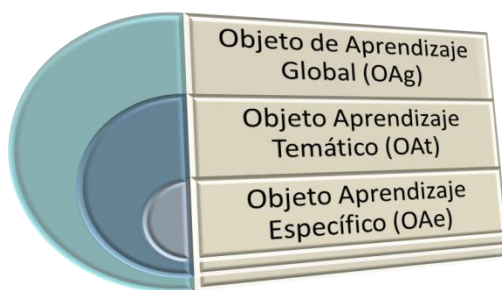 Objeto de Aprendizaje
Global (OAg)
Objeto Aprendizaje
Temático (OAt)
Objeto Aprendizaje
Específico (OAe)